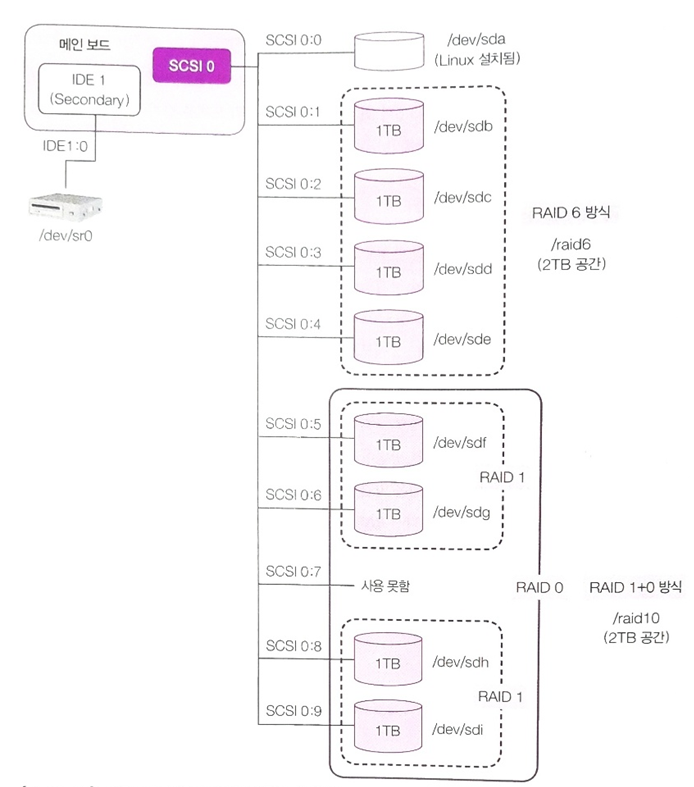 메인 보드
SCSI 0
IDE 1
(Secondary)
IDE1:0
/dev/sr0
SCSI 0:0
/dev/sda
(Linux 설치됨)
SCSI 0:1
1TB
/dev/sdb
SCSI 0:2
1TB
/dev/sdc
SCSI 0:3
1TB
/dev/sdd
SCSI 0:4
1TB
/dev/sde
RAID 6 방식
/raid6
(2TB 공간)
SCSI 0:5
1TB
/dev/sdf
RAID 1
SCSI 0:6
1TB
/dev/sdg
SCSI 0:7
사용 못함
RAID 0
RAID 1+0 방식
/raid10
(2TB 공간)
SCSI 0:8
1TB
/dev/sdh
RAID 1
SCSI 0:9
1TB
/dev/sdi